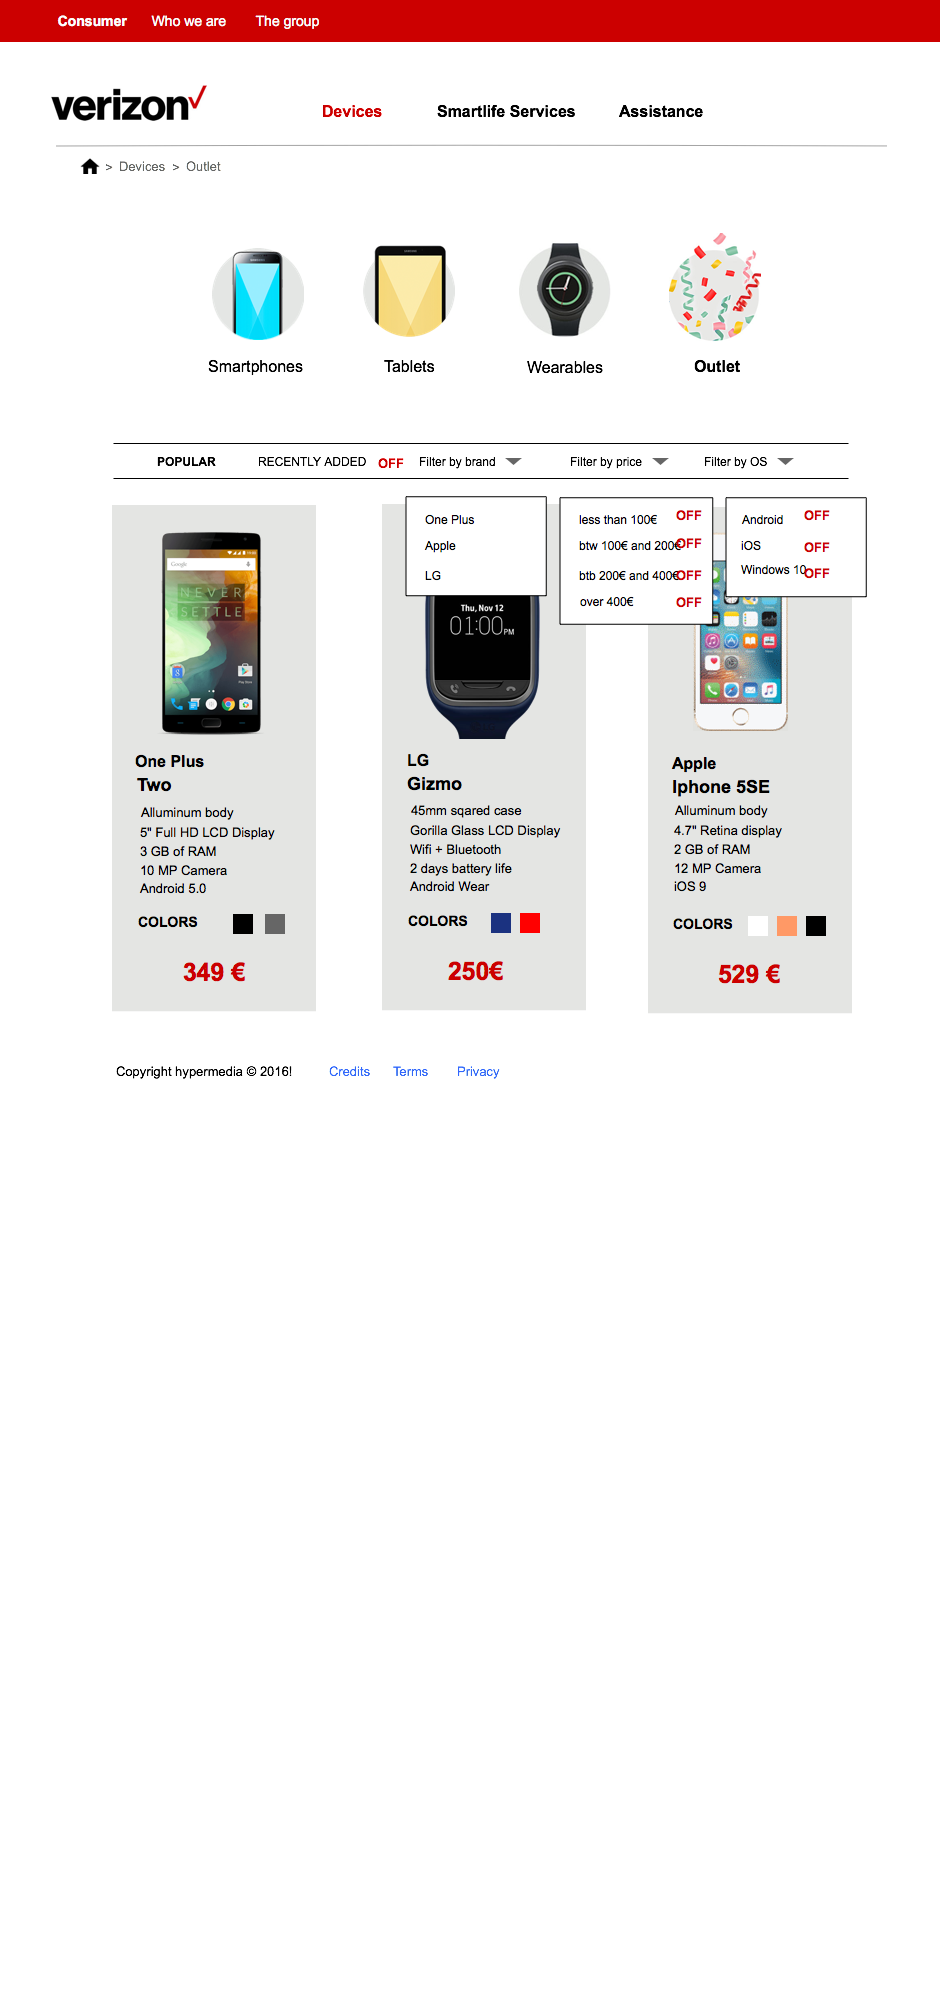 Consumer Who we are The group
verizon
Devices Smartlife Services Assistance
> Devices > Outlet
Smartphones Tablets Wearables Outlet
POPULAR RECENTLY ADDED OFF Filter by brand Filter by price Filter by OS
One Plus
Apple
LG
less than 100€ OFF
btw 100€ and 200€ OFF
btb 200€ and 400€ OFF
over 400€ OFF
Android OFF
iOS OFF
Windows 10 OFF
Google
NEVER
SETTLE
Play Store
Thu, Nov 12
01:00 PM
One Plus
Two
Alluminum body
5" Full HD LCD Display
3 GB of RAM
10 MP Camera
Android 5.0
COLORS
349 €
LG
Gizmo
45mm sqared case
Gorilla Glass LCD Display
Wifi + Bluetooth
2 days battery life
Android Wear
COLORS
250€
Apple
Iphone 5SE
Alluminum body
4.7" Retina display
2 GB of RAM
12 MP Camera
iOS 9
COLORS
529 €
Copyright hypermedia © 2016! Credits Terms Privacy